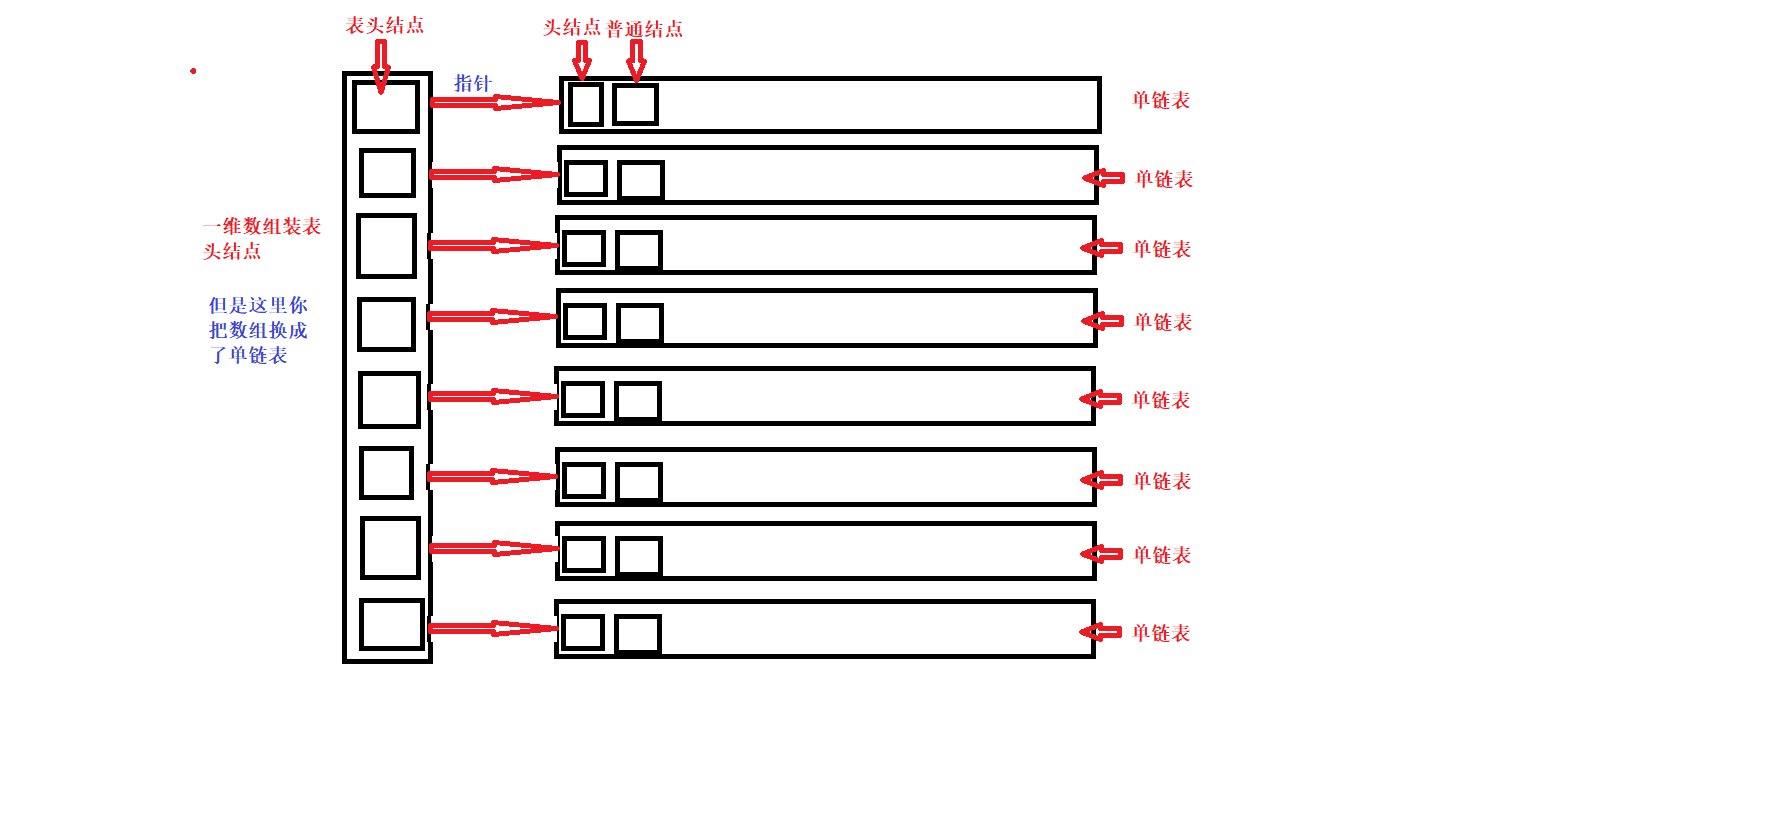 表头结点
头结点 普通结点
指针
单链表
单链表
一维数组装表
头结点
单链表
但是这里你
把数组换成
了单链表
单链表
单链表
单链表
单链表
单链表